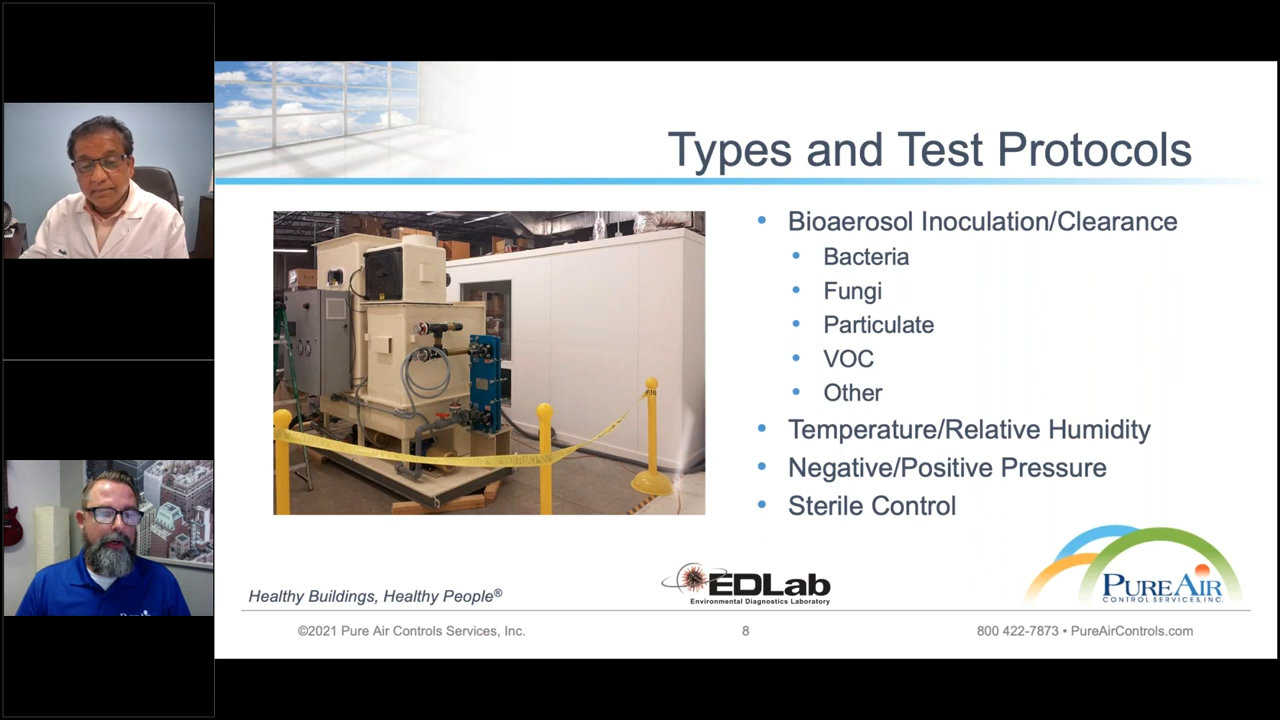 Types and Test Protocols
• Bioaerosol Inoculation/Clearance
• Bacteria
• Fungi
• Particulate
• VOC
• Other
• Temperature/Relative Humidity
• Negative/Positive Pressure
• Sterile Control
Healthy Buildings, Healthy People®
EDLab
Environmental Diagnostics Laboratory
PUREAIR
CONTROL SERVICES, INC.
©2021 Pure Air Controls Services, Inc.
8
800 422-7873 • PureAirControls.com